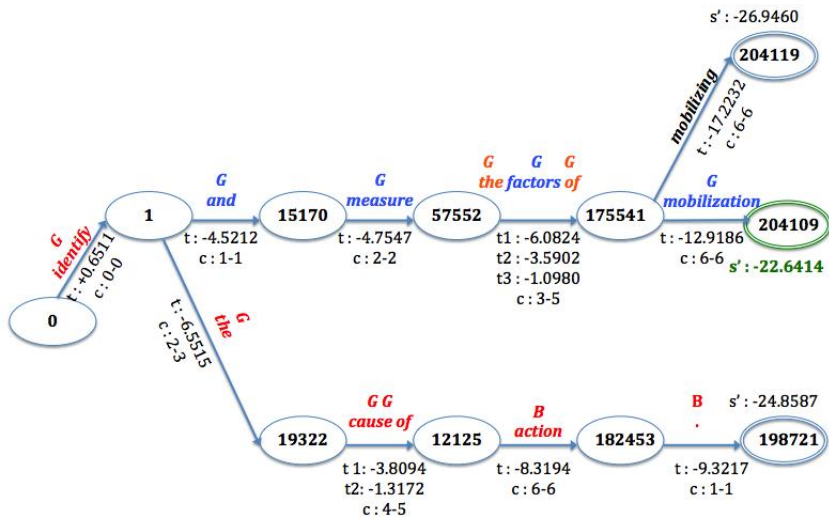 s' : -26.9460
204119
mobilizing
t : -17.2232
c : 6-6
G
and
G
measure
G G G
the factors of
G
mobilization
1
15170
57552
175541
204109
t : -4.5212
c : 1-1
t : -4.7547
c : 2-2
t1 : -6.0824
t2 : -3.5902
t3 : -1.0980
c : 3-5
t : -12.9186
c : 6-6
s' : -22.6414
G
identify
t : +0.6511
c : 0-0
0
G
the
t : -6.5515
c : 2-3
G G
cause of
B
action
B
.
s' : -24.8587
19322
12125
182453
198721
t 1: -3.8094
t2: -1.3172
c : 4-5
t : -8.3194
c : 6-6
t : -9.3217
c : 1-1